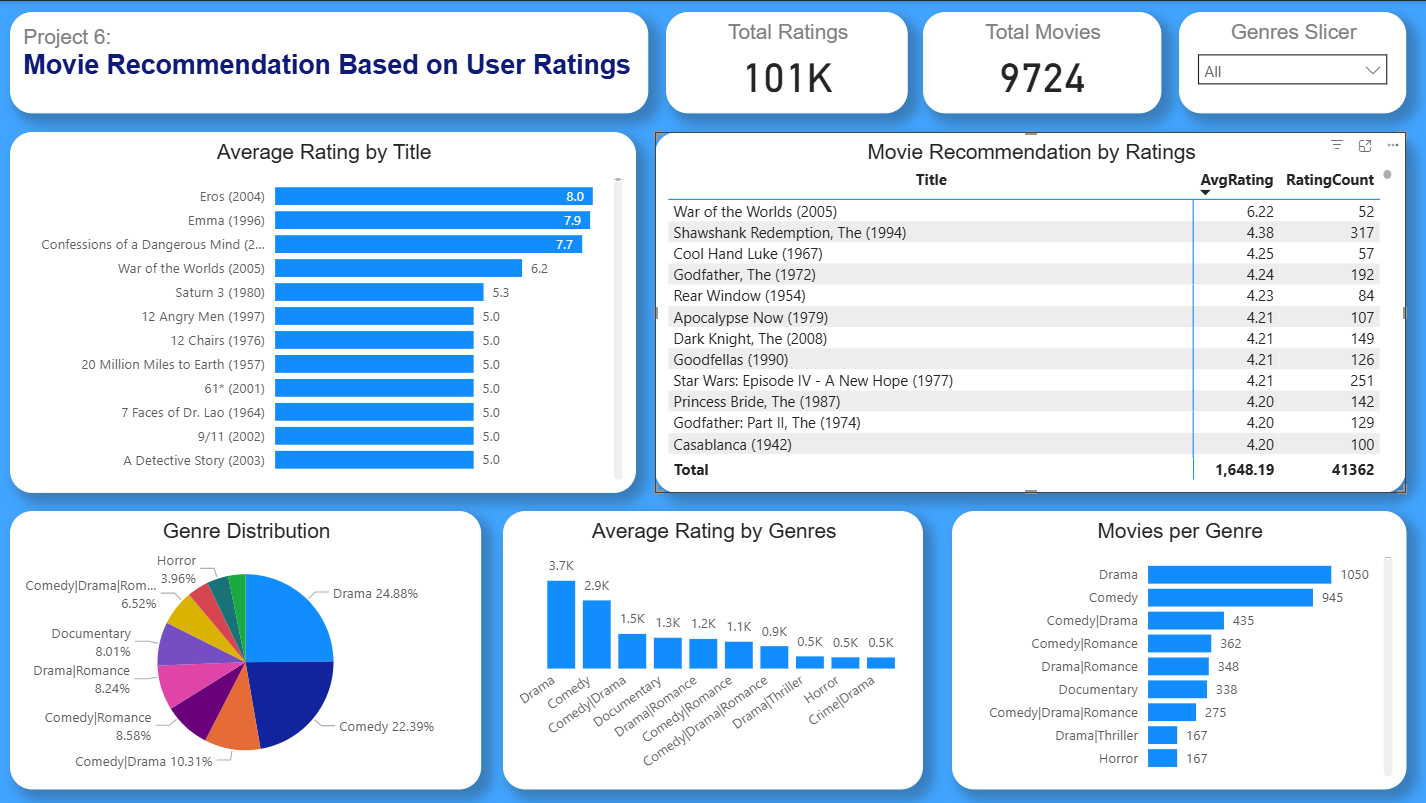 Project 6:
Movie Recommendation Based on User Ratings
Total Ratings
101K
Total Movies
9724
Genres Slicer
All
Average Rating by Title
Eros (2004) 8.0
Emma (1996) 7.9
Confessions of a Dangerous Mind (2... 7.7
War of the Worlds (2005) 6.2
Saturn 3 (1980) 5.3
12 Angry Men (1997) 5.0
12 Chairs (1976) 5.0
20 Million Miles to Earth (1957) 5.0
61* (2001) 5.0
7 Faces of Dr. Lao (1964) 5.0
9/11 (2002) 5.0
A Detective Story (2003) 5.0
Movie Recommendation by Ratings
Title AvgRating RatingCount
War of the Worlds (2005) 6.22 52
Shawshank Redemption, The (1994) 4.38 317
Cool Hand Luke (1967) 4.25 57
Godfather, The (1972) 4.24 192
Rear Window (1954) 4.23 84
Apocalypse Now (1979) 4.21 107
Dark Knight, The (2008) 4.21 149
Goodfellas (1990) 4.21 126
Star Wars: Episode IV - A New Hope (1977) 4.21 251
Princess Bride, The (1987) 4.20 142
Godfather: Part II, The (1974) 4.20 129
Casablanca (1942) 4.20 100
Total 1,648.19 41362
Genre Distribution
Horror
3.96%
Comedy|Drama|Rom...
6.52%
Documentary
8.01%
Drama|Romance
8.24%
Comedy|Romance
8.58%
Comedy|Drama 10.31%
Drama 24.88%
Comedy 22.39%
Average Rating by Genres
3.7K 2.9K 1.5K 1.3K 1.2K 1.1K 0.9K 0.5K 0.5K 0.5K
Drama
Comedy
Comedy|Drama
Documentary
Drama|Romance
Comedy|Romance
Comedy|Drama|Romance
Drama|Thriller
Horror
Crime|Drama
Movies per Genre
Drama 1050
Comedy 945
Comedy|Drama 435
Comedy|Romance 362
Drama|Romance 348
Documentary 338
Comedy|Drama|Romance 275
Drama|Thriller 167
Horror 167